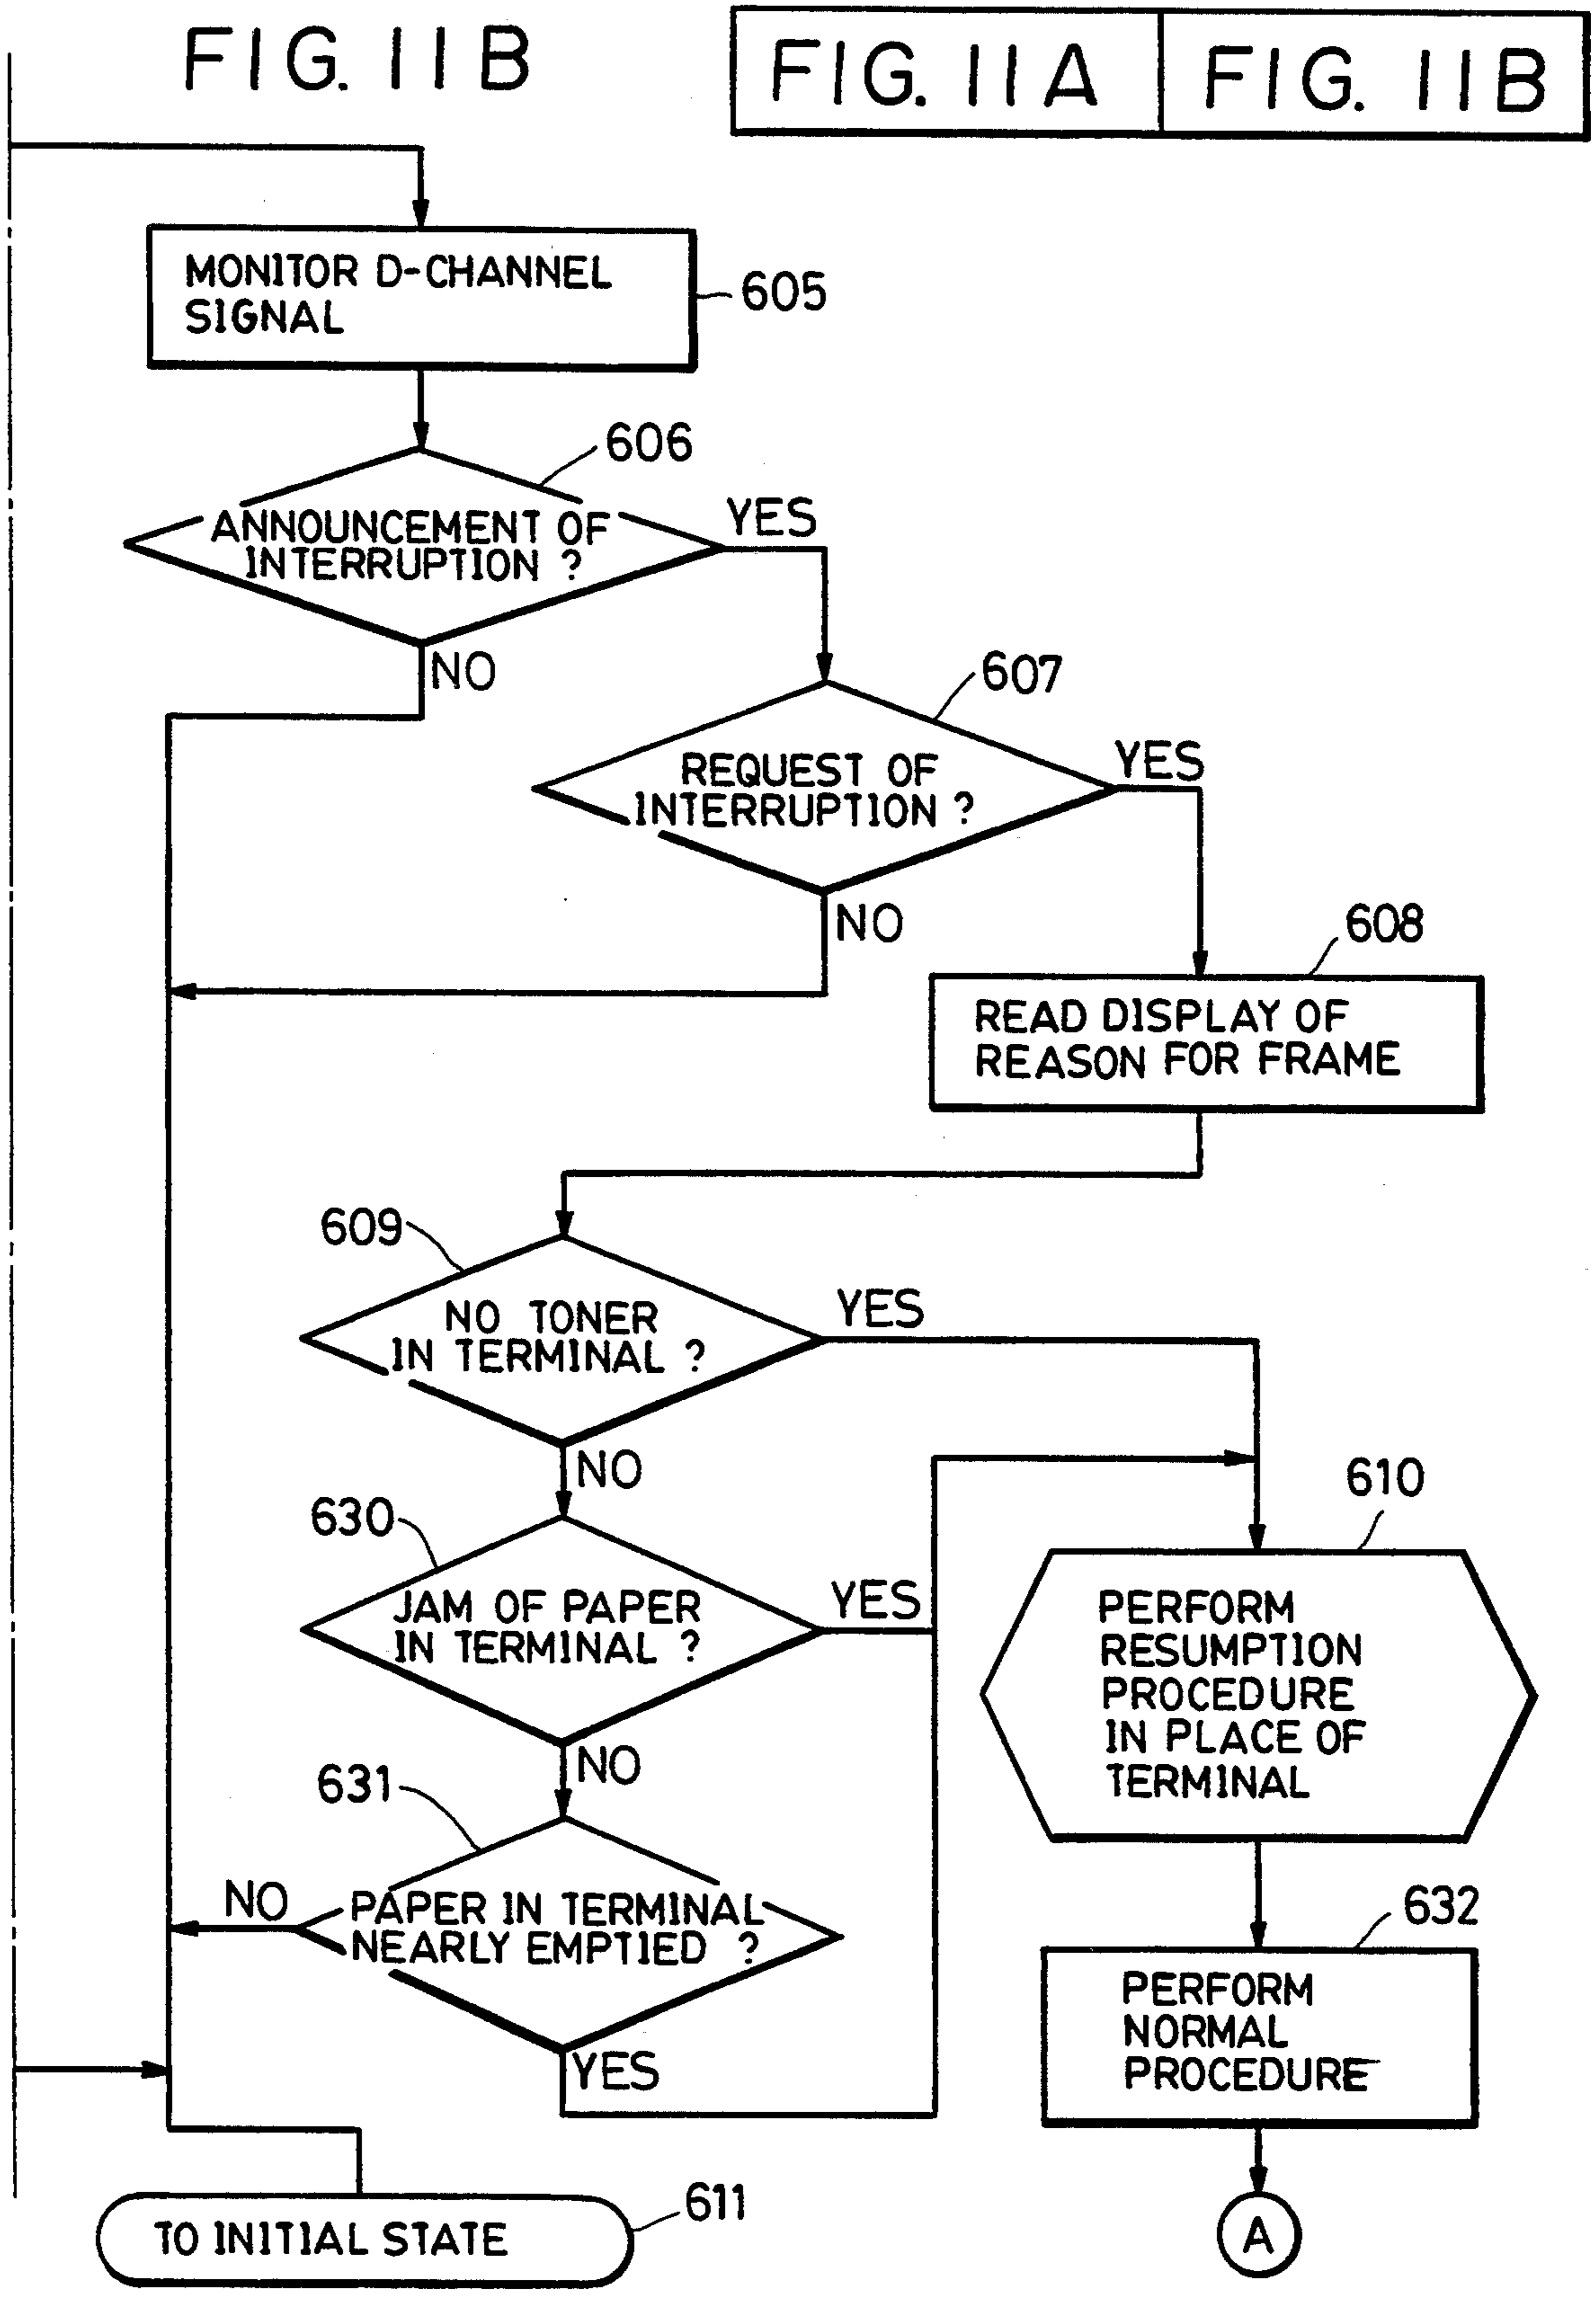 FIG. 11B
FIG. 11A
FIG. 11B
MONITOR D-CHANNEL
SIGNAL
605
606
ANNOUNCEMENT OF
INTERRUPTION ?
YES
NO
607
REQUEST OF
INTERRUPTION ?
YES
NO
608
READ DISPLAY OF
REASON FOR FRAME
609
NO TONER
IN TERMINAL ?
YES
NO
610
630
JAM OF PAPER
IN TERMINAL ?
YES
NO
PERFORM
RESUMPTION
PROCEDURE
IN PLACE OF
TERMINAL
631
PAPER IN TERMINAL
NEARLY EMPTIED ?
NO
YES
632
PERFORM
NORMAL
PROCEDURE
611
TO INITIAL STATE
A